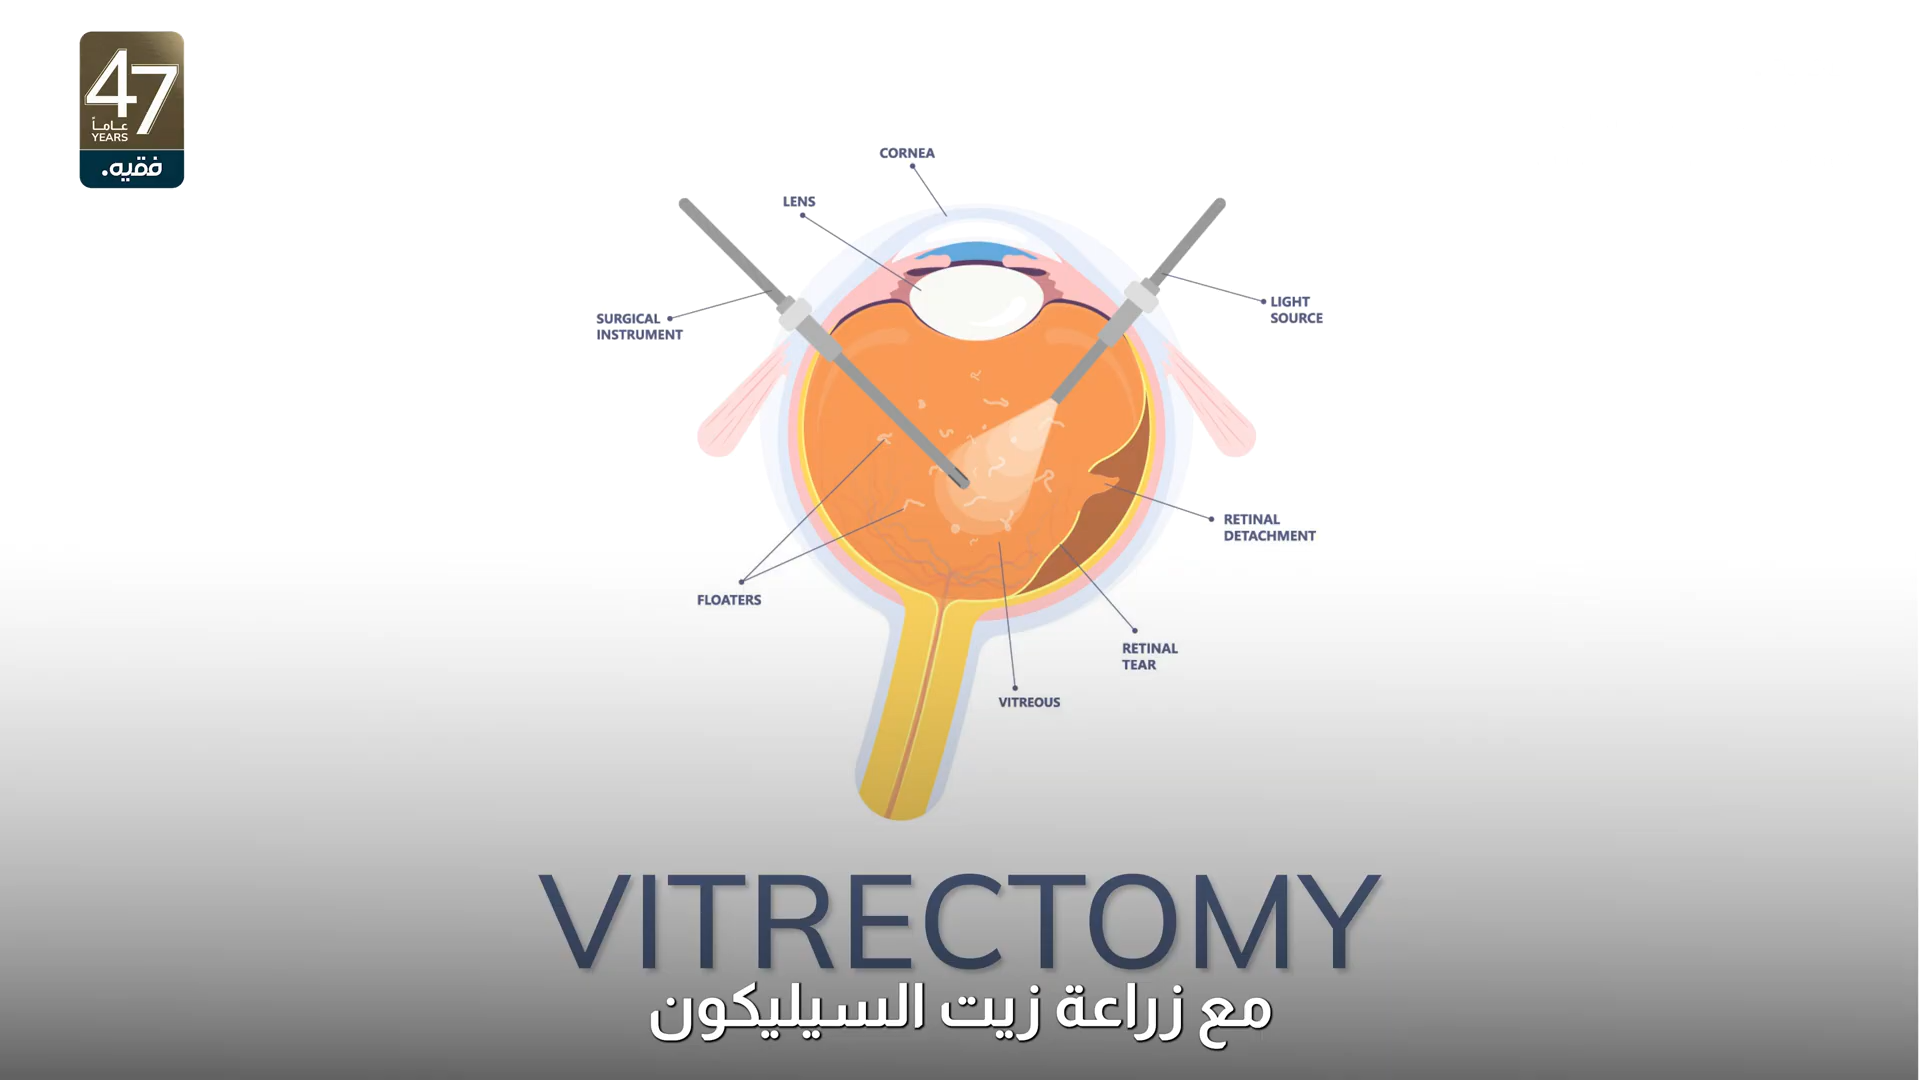 47
عاماً
YEARS
فقيه.
CORNEA
LENS
SURGICAL
INSTRUMENT
LIGHT
SOURCE
RETINAL
DETACHMENT
FLOATERS
RETINAL
TEAR
VITREOUS
VITRECTOMY
مع زراعة زيت السيليكون